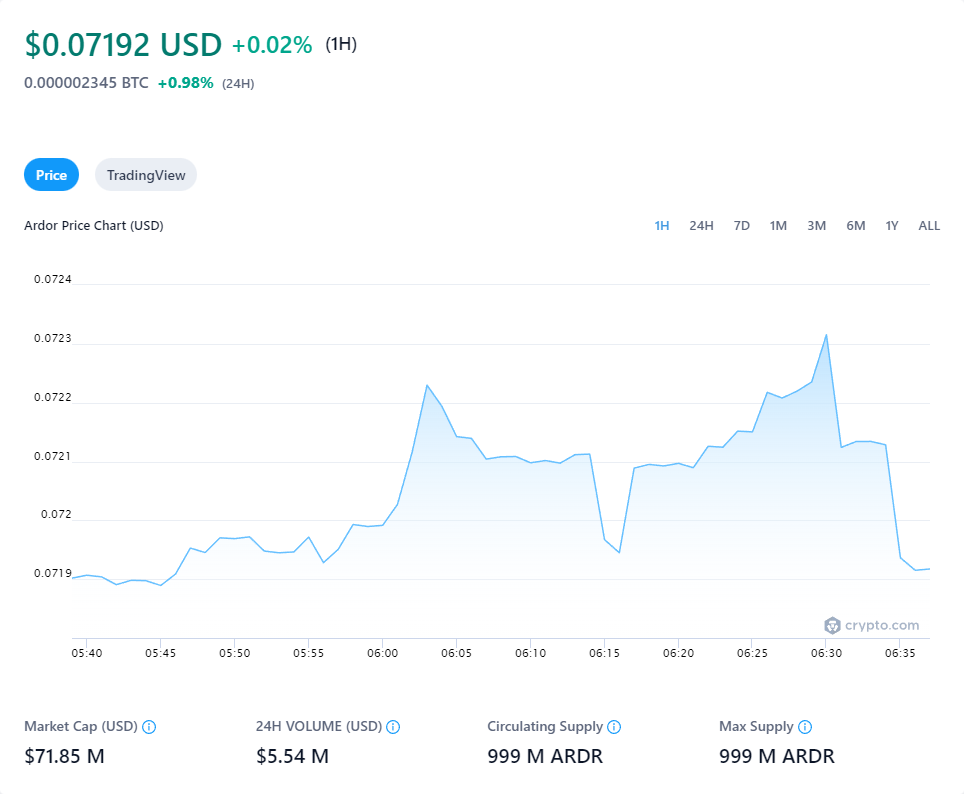 $0.07192 USD +0.02% (1H)
0.000002345 BTC +0.98% (24H)
Price TradingView
Ardor Price Chart (USD) 1H 24H 7D 1M 3M 6M 1Y ALL
0.0724
0.0723
0.0722
0.0721
0.072
0.0719
crypto.com
05:40 05:45 05:50 05:55 06:00 06:05 06:10 06:15 06:20 06:25 06:30 06:35
Market Cap (USD) 24H VOLUME (USD) Circulating Supply Max Supply
$71.85 M $5.54 M 999 M ARDR 999 M ARDR